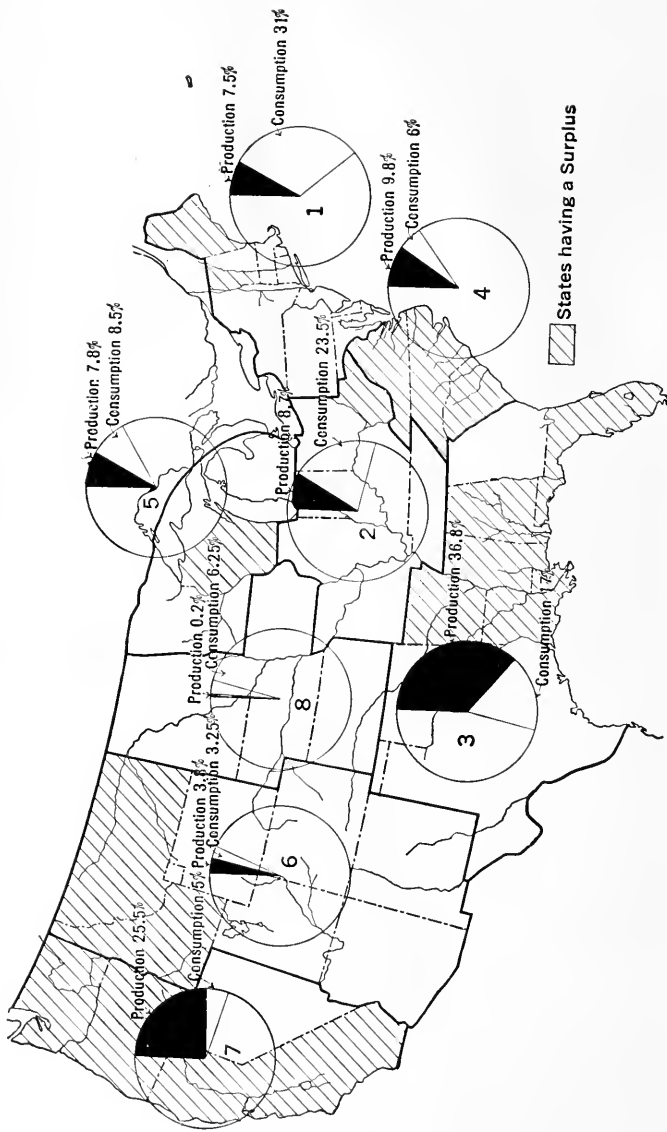 Production 7.5%
Consumption 31%
1
Production 9.8%
Consumption 6%
4
States having a Surplus
Production 7.8%
Consumption 8.5%
5
Production 8.7%
Consumption 23.5%
2
Production 36.8%
Consumption 17%
3
Production 0.2%
Consumption 6.25%
8
Production 3.8%
Consumption 3.25%
6
Production 25.5%
Consumption 5%
7